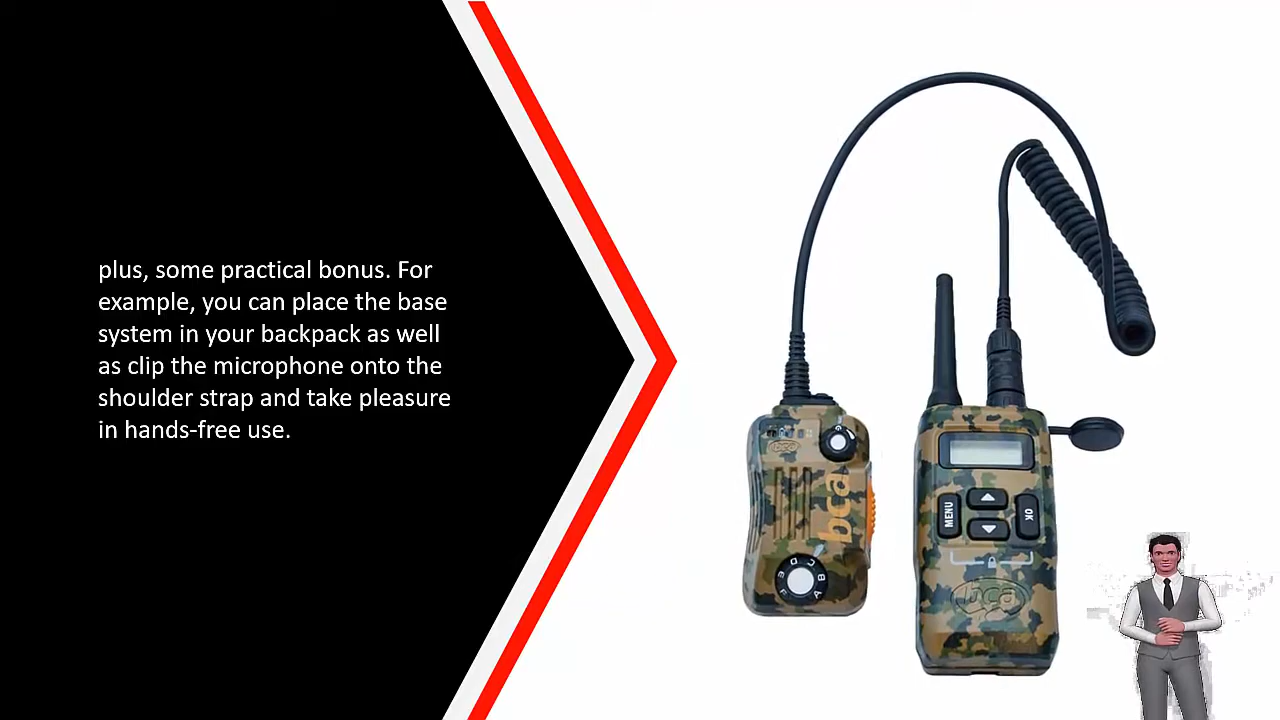 plus, some practical bonus. For
example, you can place the base
system in your backpack as well
as clip the microphone onto the
shoulder strap and take pleasure
in hands-free use.
bca
A B C D E F
MENU
OK
bca